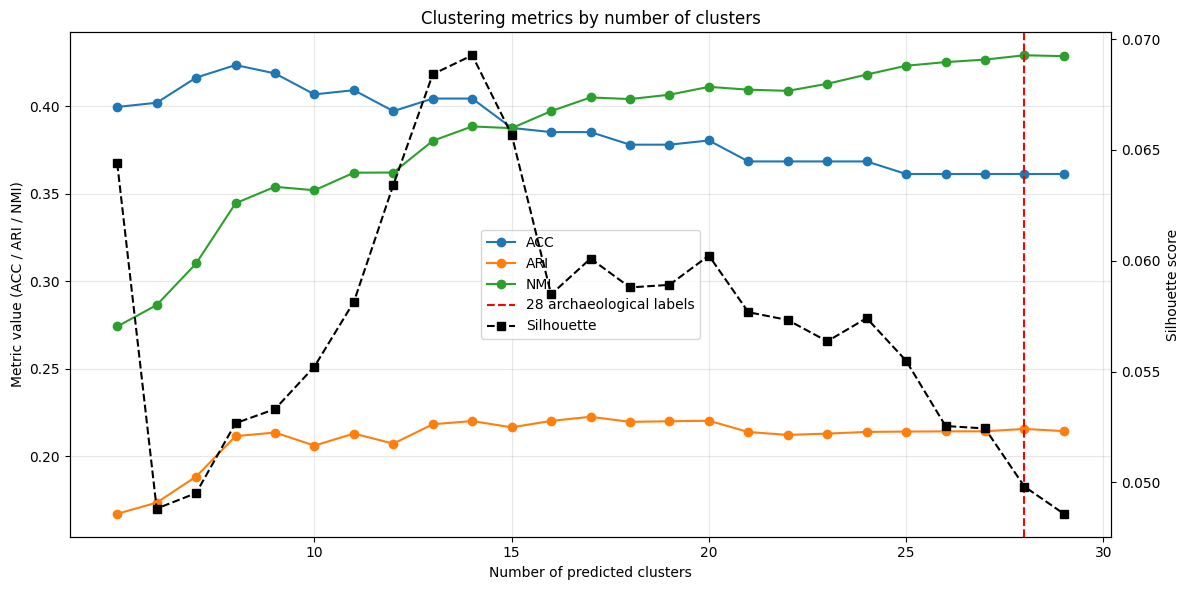 Clustering metrics by number of clusters
Metric value (ACC / ARI / NMI)
0.40
0.35
0.30
0.25
0.20
ACC
ARI
NMI
28 archaeological labels
Silhouette
0.070
0.065
0.060
0.055
0.050
Silhouette score
10
15
20
25
30
Number of predicted clusters